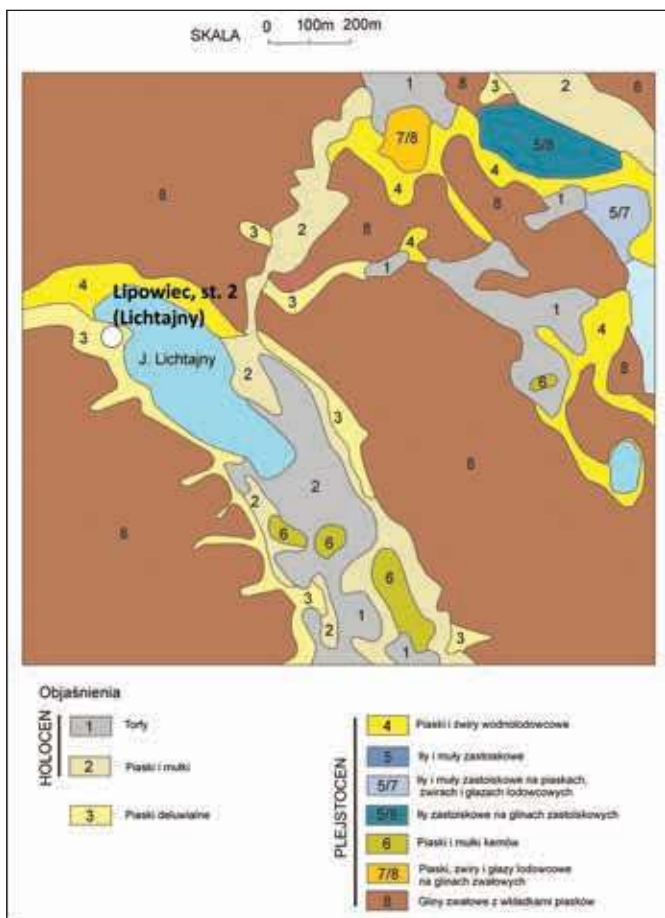 SKALA 0 100m 200m
1
8
3
2
8
7/8
5/8
4
4
8
1
5/7
8
2
3
8
4
1
3
4
Lipowiec, st. 2
(Lichtajny)
3
J. Lichtajny
2
1
4
8
6
3
8
2
2
8
6
6
6
3
2
1
3
1
Objaśnienia
HOLOCEN
1 Torfy
2 Piaski i mułki
3 Piaski deluwialne
PLEJSTOCEN
4 Piaski i żwiry wodnolodowcowe
5 Iły i muły zastoiskowe
5/7 Iły i muły zastoiskowe na piaskach,
żwirach i głazach lodowcowych
5/8 Iły zastoiskowe na glinach zastoiskowych
6 Piaski i mułki kemów
7/8 Piaski, żwiry i głazy lodowcowe
na glinach zwałowych
8 Gliny zwałowe z wkładkami piasków